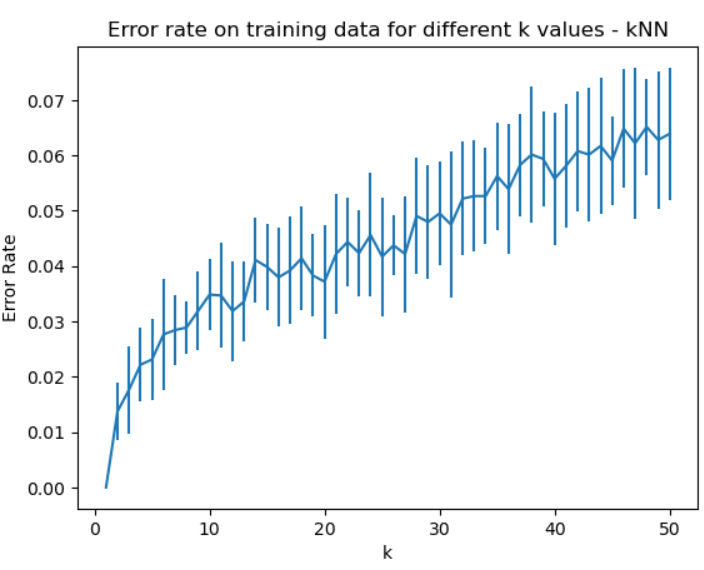 Error rate on training data for different k values - kNN
0.07
0.06
0.05
0.04
0.03
0.02
0.01
0.00
Error Rate
0 10 20 30 40 50
k